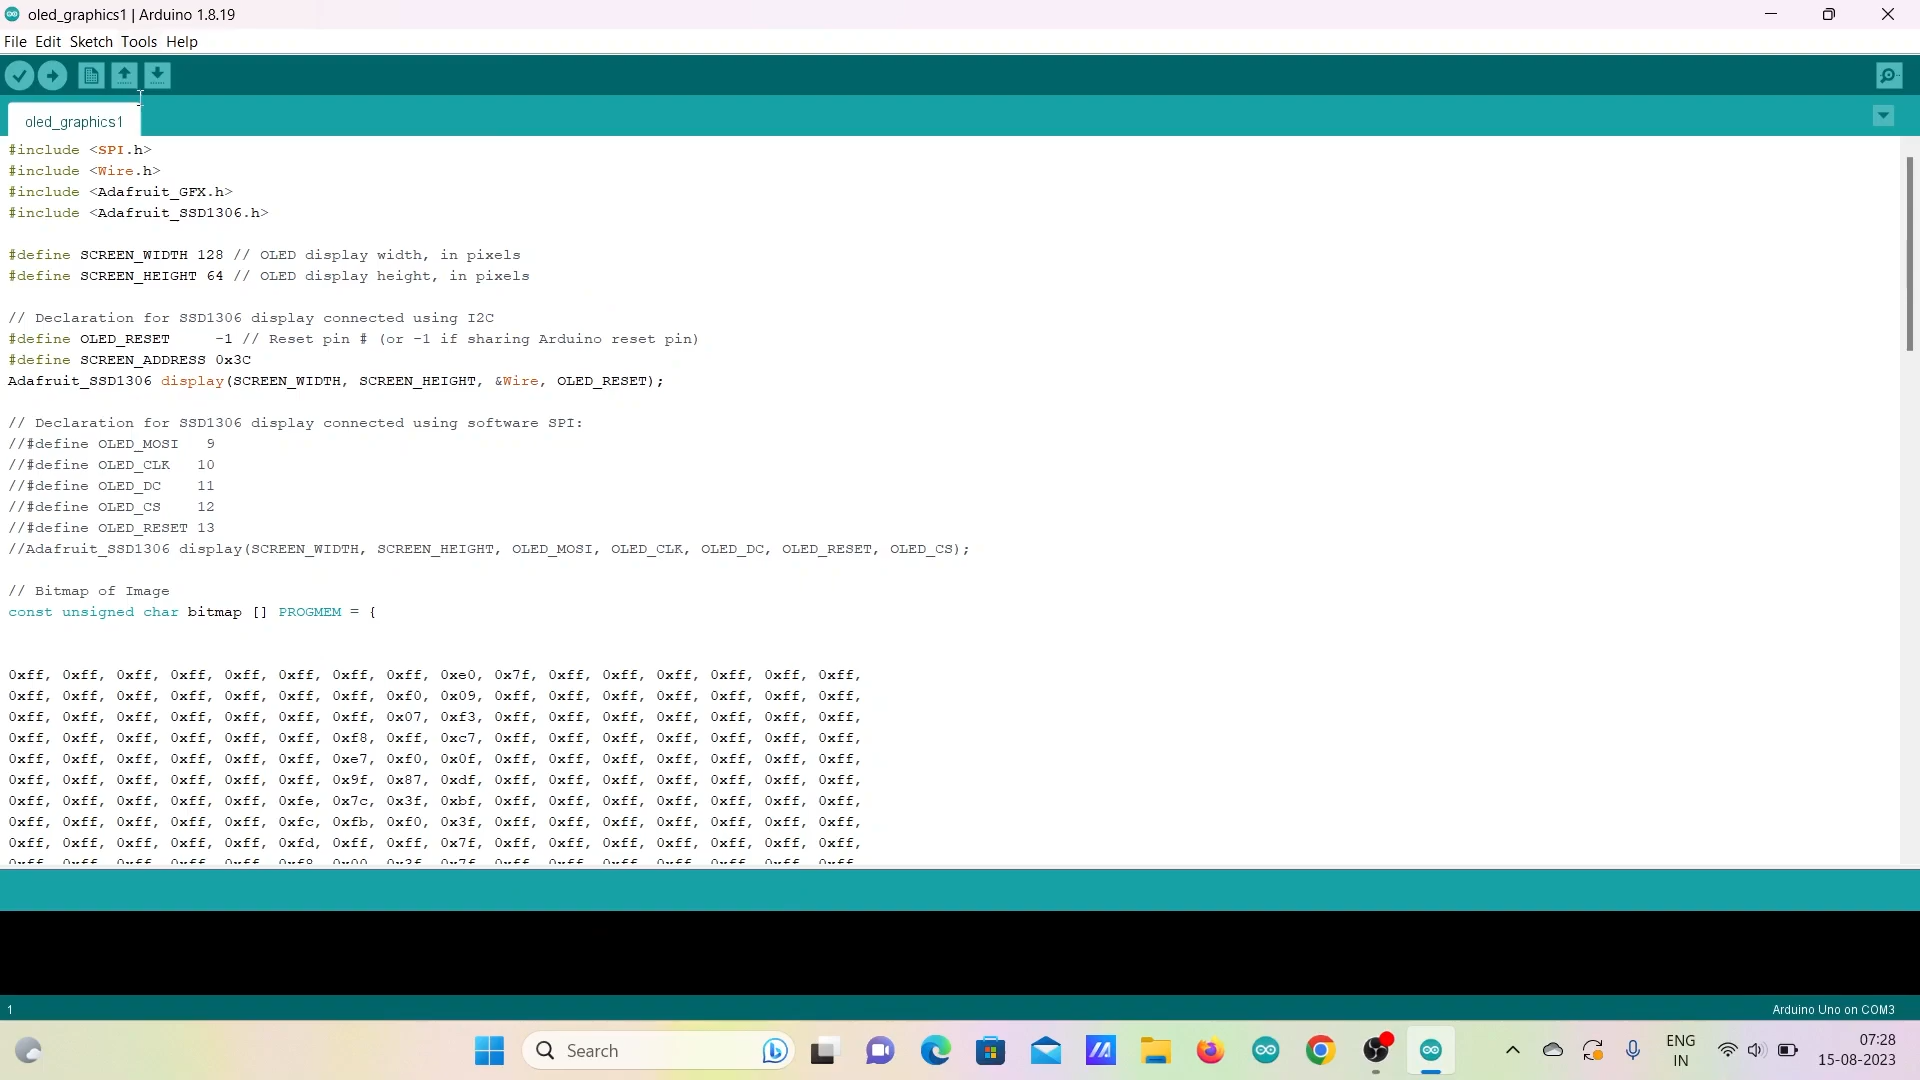 oled_graphics1 | Arduino 1.8.19
File Edit Sketch Tools Help
oled_graphics1
#include <SPI.h>
#include <Wire.h>
#include <Adafruit_GFX.h>
#include <Adafruit_SSD1306.h>
#define SCREEN_WIDTH 128 // OLED display width, in pixels
#define SCREEN_HEIGHT 64 // OLED display height, in pixels
// Declaration for SSD1306 display connected using I2C
#define OLED_RESET     -1 // Reset pin # (or -1 if sharing Arduino reset pin)
#define SCREEN_ADDRESS 0x3C
Adafruit_SSD1306 display(SCREEN_WIDTH, SCREEN_HEIGHT, &Wire, OLED_RESET);
// Declaration for SSD1306 display connected using software SPI:
//#define OLED_MOSI   9
//#define OLED_CLK   10
//#define OLED_DC    11
//#define OLED_CS    12
//#define OLED_RESET 13
//Adafruit_SSD1306 display(SCREEN_WIDTH, SCREEN_HEIGHT, OLED_MOSI, OLED_CLK, OLED_DC, OLED_RESET, OLED_CS);
// Bitmap of Image
const unsigned char bitmap [] PROGMEM = {
0xff, 0xff, 0xff, 0xff, 0xff, 0xff, 0xff, 0xff, 0xe0, 0x7f, 0xff, 0xff, 0xff, 0xff, 0xff, 0xff,
0xff, 0xff, 0xff, 0xff, 0xff, 0xff, 0xff, 0xf0, 0x09, 0xff, 0xff, 0xff, 0xff, 0xff, 0xff, 0xff,
0xff, 0xff, 0xff, 0xff, 0xff, 0xff, 0xff, 0x07, 0xf3, 0xff, 0xff, 0xff, 0xff, 0xff, 0xff, 0xff,
0xff, 0xff, 0xff, 0xff, 0xff, 0xff, 0xf8, 0xff, 0xc7, 0xff, 0xff, 0xff, 0xff, 0xff, 0xff, 0xff,
0xff, 0xff, 0xff, 0xff, 0xff, 0xff, 0xe7, 0xf0, 0x0f, 0xff, 0xff, 0xff, 0xff, 0xff, 0xff, 0xff,
0xff, 0xff, 0xff, 0xff, 0xff, 0xff, 0x9f, 0x87, 0xdf, 0xff, 0xff, 0xff, 0xff, 0xff, 0xff, 0xff,
0xff, 0xff, 0xff, 0xff, 0xff, 0xfe, 0x7c, 0x3f, 0xbf, 0xff, 0xff, 0xff, 0xff, 0xff, 0xff, 0xff,
0xff, 0xff, 0xff, 0xff, 0xff, 0xfc, 0xfb, 0xf0, 0x3f, 0xff, 0xff, 0xff, 0xff, 0xff, 0xff, 0xff,
0xff, 0xff, 0xff, 0xff, 0xff, 0xfd, 0xff, 0xff, 0x7f, 0xff, 0xff, 0xff, 0xff, 0xff, 0xff, 0xff,
1
Arduino Uno on COM3
Search
ENG
IN
07:28
15-08-2023